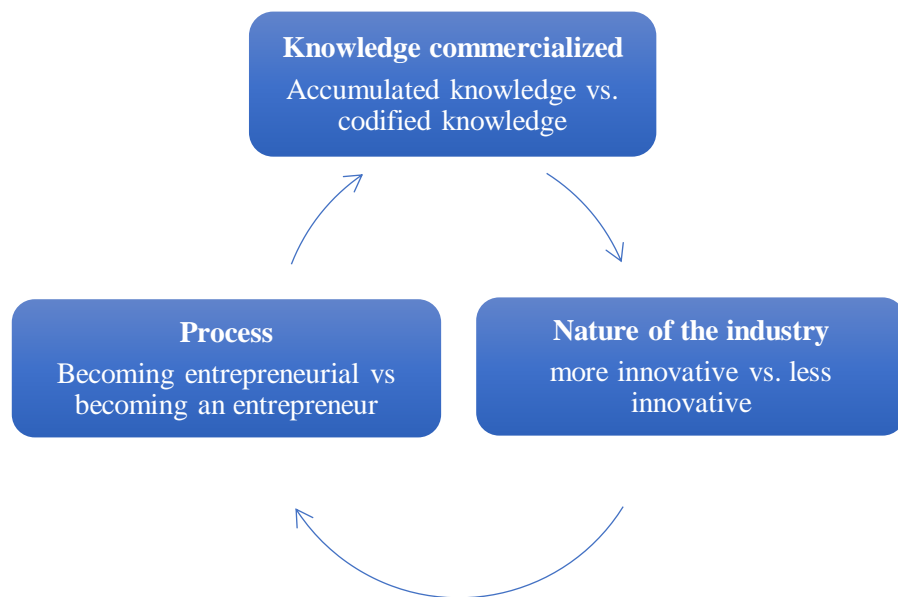 Knowledge commercialized
Accumulated knowledge vs.
codified knowledge
Process
Becoming entrepreneurial vs
becoming an entrepreneur
Nature of the industry
more innovative vs. less
innovative